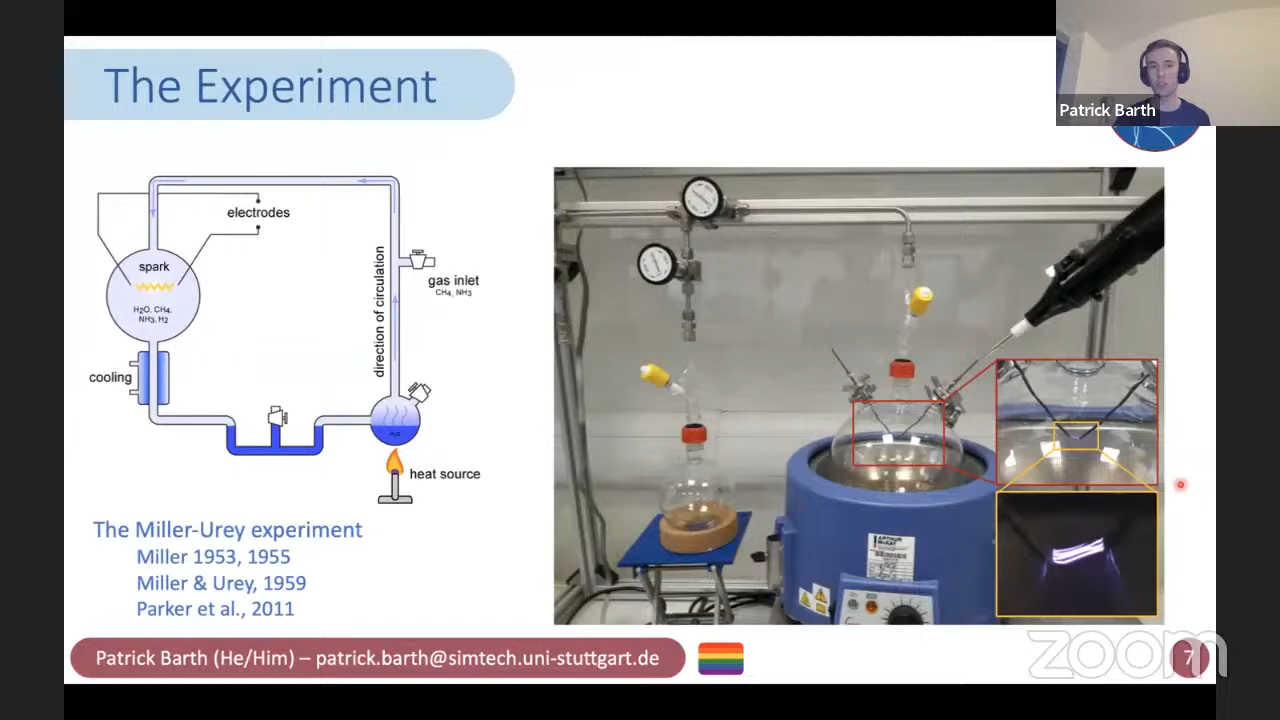 The Experiment
Patrick Barth
electrodes
spark
H₂O, CH₄,
NH₃, H₂
cooling
direction of circulation
gas inlet
CH₄, NH₃
H₂O
heat source
The Miller-Urey experiment
Miller 1953, 1955
Miller & Urey, 1959
Parker et al., 2011
Patrick Barth (He/Him) – patrick.barth@simtech.uni-stuttgart.de
zoom
7